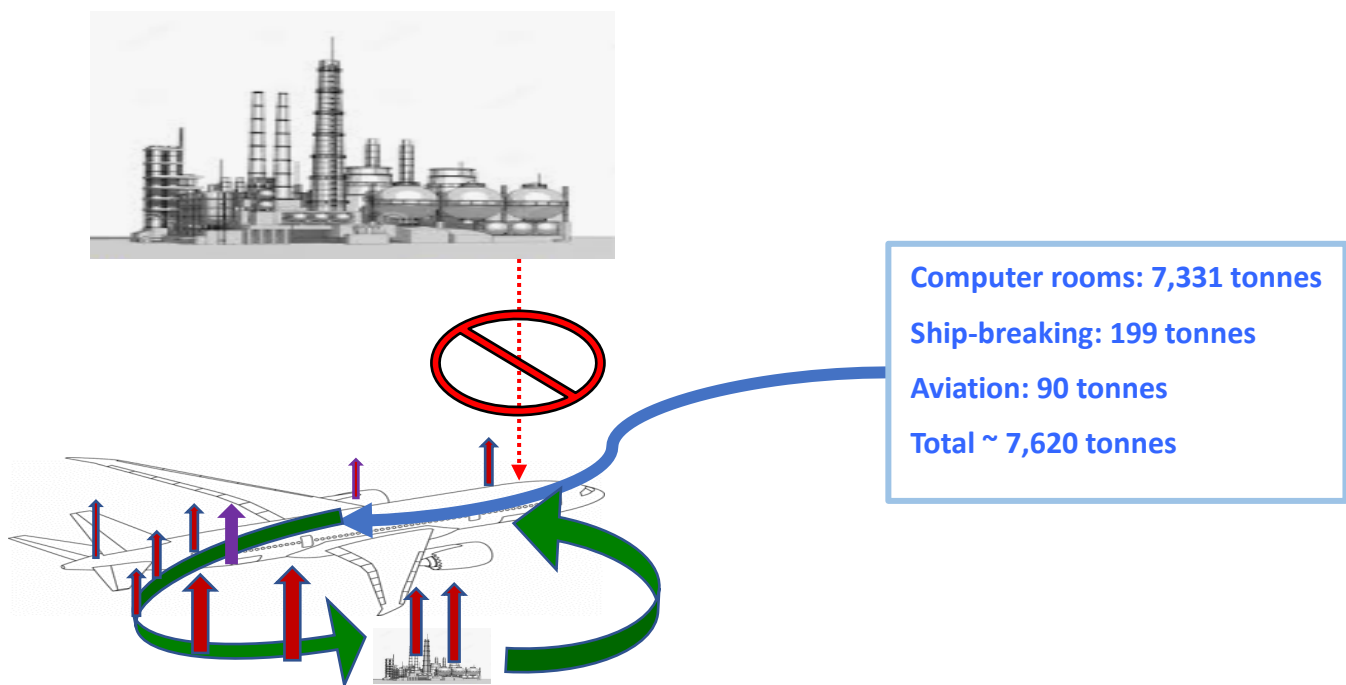 Computer rooms: 7,331 tonnes
Ship-breaking: 199 tonnes
Aviation: 90 tonnes
Total ~ 7,620 tonnes